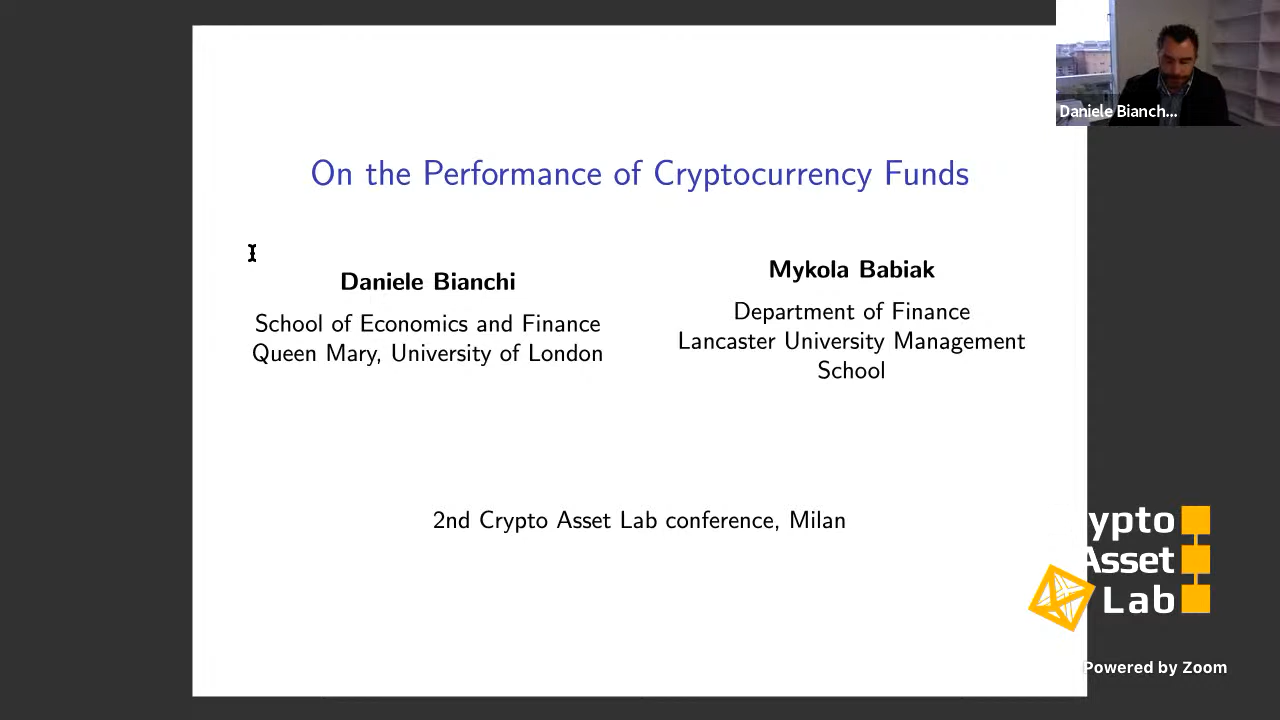 Daniele Bianch...
On the Performance of Cryptocurrency Funds
Daniele Bianchi
School of Economics and Finance
Queen Mary, University of London
Mykola Babiak
Department of Finance
Lancaster University Management
School
2nd Crypto Asset Lab conference, Milan
ypto
Asset
Lab
Powered by Zoom